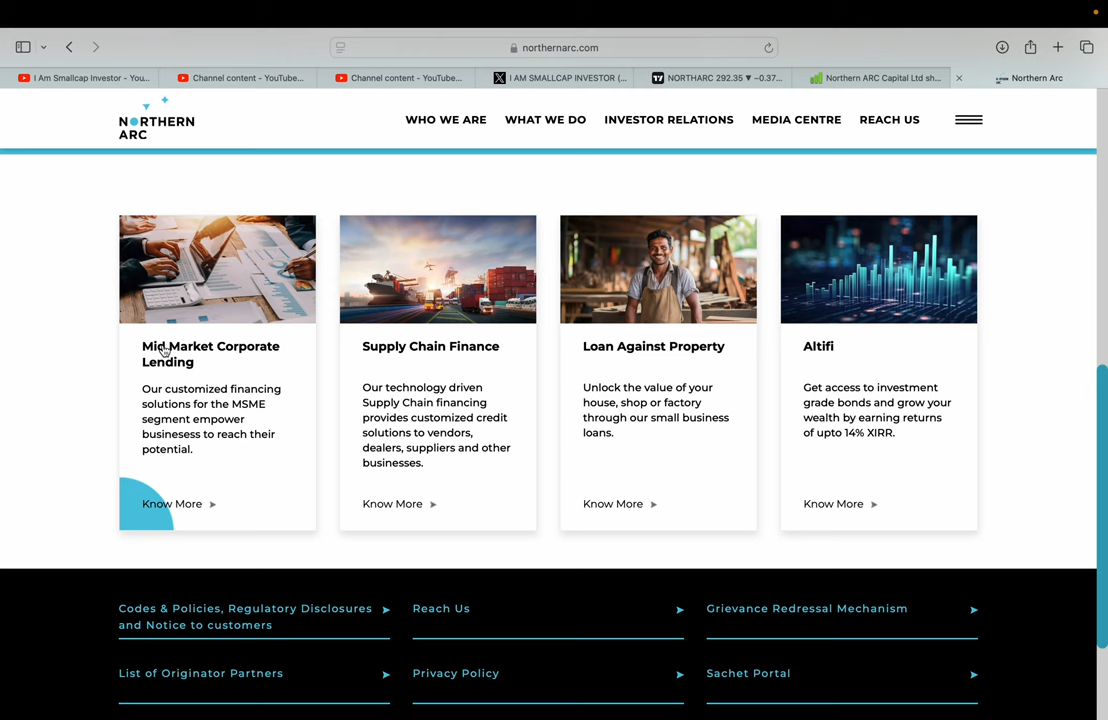 northernarc.com
I Am Smallcap Investor - You...
Channel content - YouTube...
Channel content - YouTube...
I AM SMALLCAP INVESTOR (...
NORTHARC 292.35 ▼ −0.37...
Northern ARC Capital Ltd sh...
Northern Arc
NORTHERN
ARC
WHO WE ARE
WHAT WE DO
INVESTOR RELATIONS
MEDIA CENTRE
REACH US
Mid Market Corporate
Lending
Our customized financing
solutions for the MSME
segment empower
businesess to reach their
potential.
Know More
Supply Chain Finance
Our technology driven
Supply Chain financing
provides customized credit
solutions to vendors,
dealers, suppliers and other
businesses.
Know More
Loan Against Property
Unlock the value of your
house, shop or factory
through our small business
loans.
Know More
Altifi
Get access to investment
grade bonds and grow your
wealth by earning returns
of upto 14% XIRR.
Know More
Codes & Policies, Regulatory Disclosures
and Notice to customers
Reach Us
Grievance Redressal Mechanism
List of Originator Partners
Privacy Policy
Sachet Portal